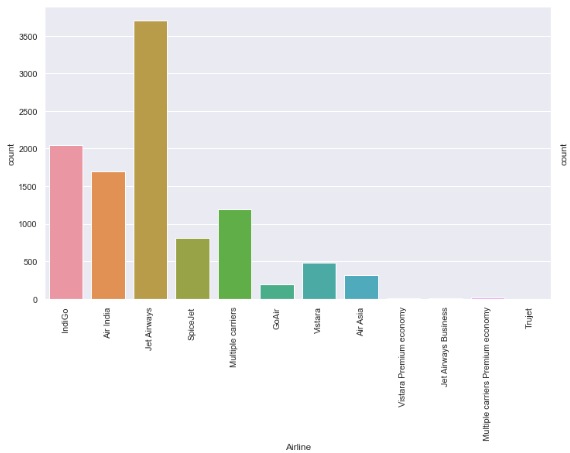 3500
3000
2500
2000
1500
1000
500
0
count
count
IndiGo
Air India
Jet Airways
SpiceJet
Multiple carriers
GoAir
Vistara
Air Asia
Vistara Premium economy
Jet Airways Business
Multiple carriers Premium economy
Trujet
Airline